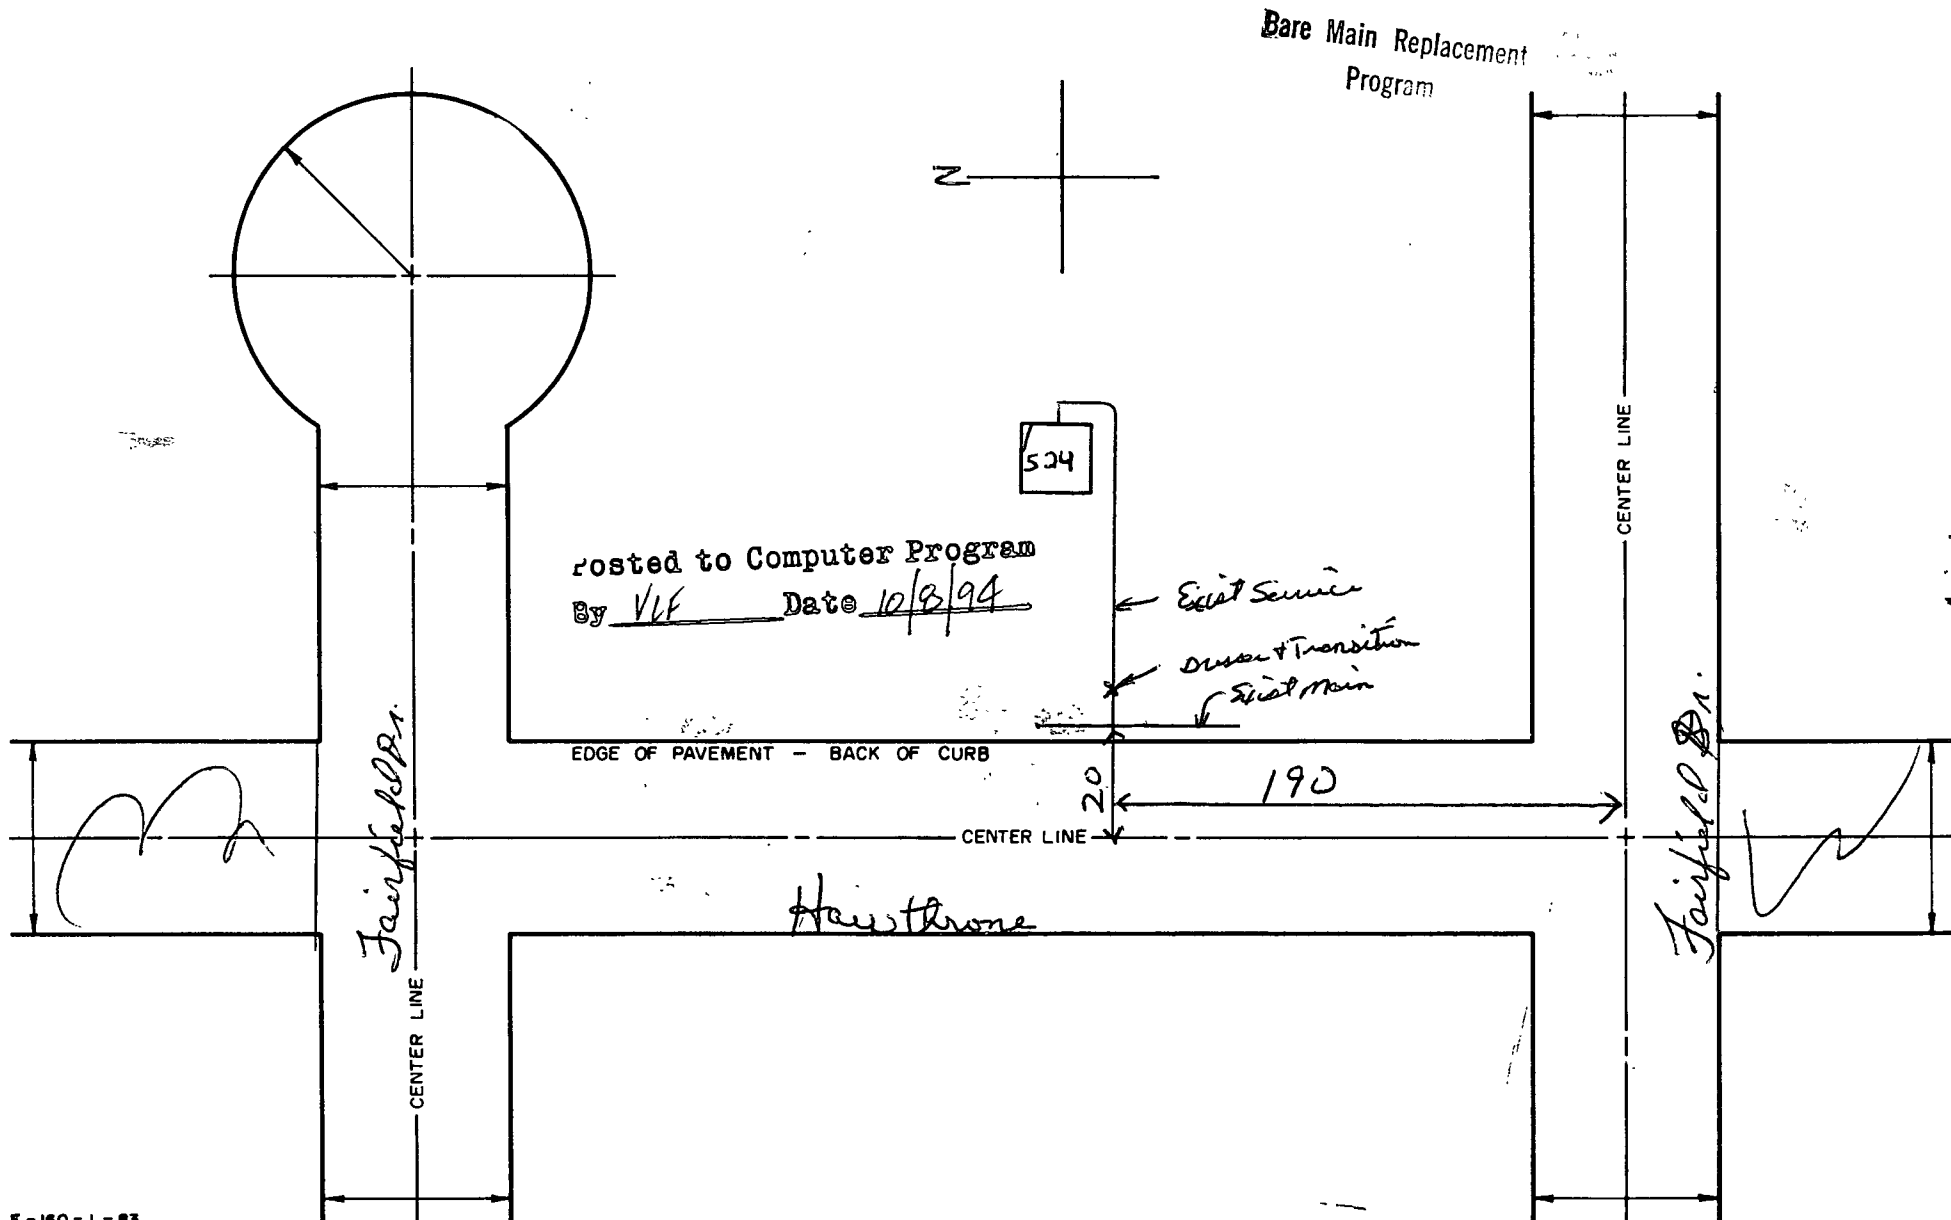 Bare Main Replacement
Program
N
CENTER LINE
524
Posted to Computer Program
By VLF Date 10/8/94
Exist Service
Dresser & Transition
Exist Main
EDGE OF PAVEMENT – BACK OF CURB
20
190
CENTER LINE
Fairfield Dr.
Fairfield Dr.
Hawthrone
CENTER LINE